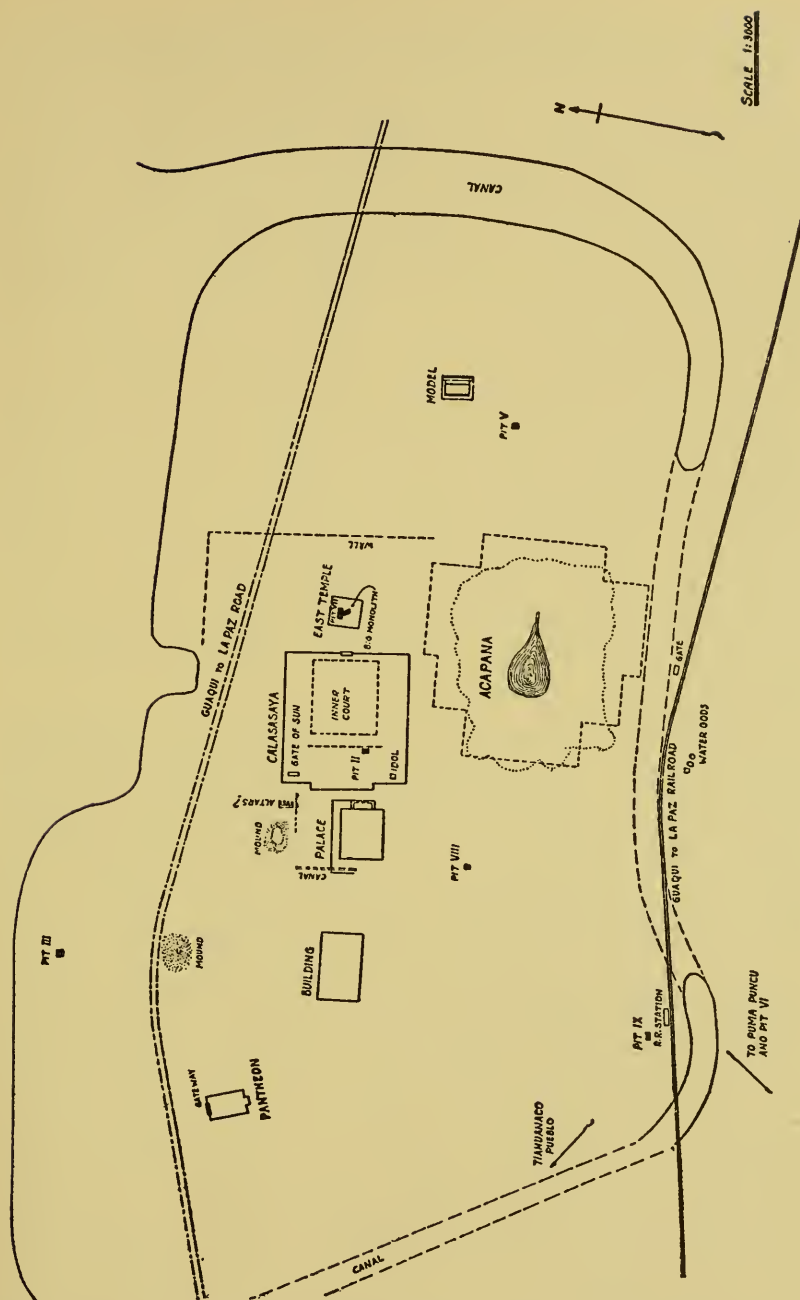 SCALE 1:3000
N
CANAL
MODEL
PIT V
WALL
GUAQUI TO LA PAZ ROAD
EAST TEMPLE
PIT VII
BIG MONOLITH
CALASASAYA
GATE OF SUN
INNER
COURT
PIT II
IDOL
ACAPANA
GATE
WATER GODS
GUAQUI TO LA PAZ RAILROAD
ALTARS?
MOUND
PALACE
CANAL
PIT VIII
PIT III
MOUND
BUILDING
GATEWAY
PANTHEON
PIT IX
R.R. STATION
TO PUMA PUNCU
AND PIT VI
TIAHUANACO
PUEBLO
CANAL